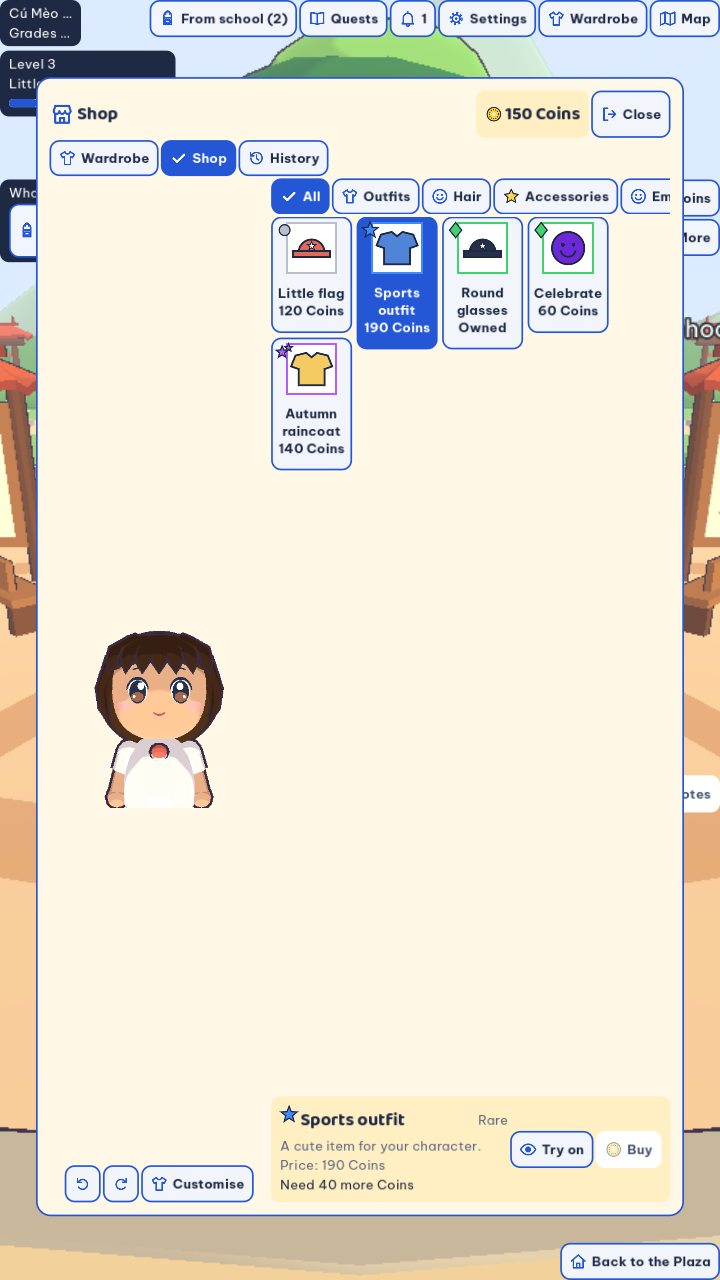 Cú Mèo ...
Grades ...
From school (2)
Quests
1
Settings
Wardrobe
Map
Level 3
Shop
150 Coins
Close
Wardrobe
Shop
History
All
Outfits
Hair
Accessories
Little flag
120 Coins
Sports
outfit
190 Coins
Round
glasses
Owned
Celebrate
60 Coins
Autumn
raincoat
140 Coins
Sports outfit
Rare
A cute item for your character.
Price: 190 Coins
Need 40 more Coins
Try on
Buy
Customise
Back to the Plaza